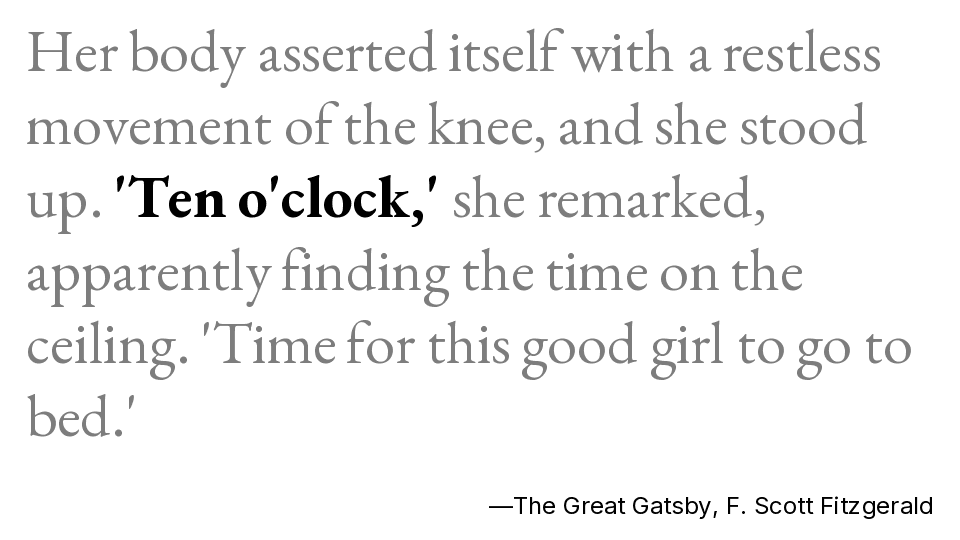 Her body asserted itself with a restless
movement of the knee, and she stood
up. 'Ten o'clock,' she remarked,
apparently finding the time on the
ceiling. 'Time for this good girl to go to
bed.'
—The Great Gatsby, F. Scott Fitzgerald